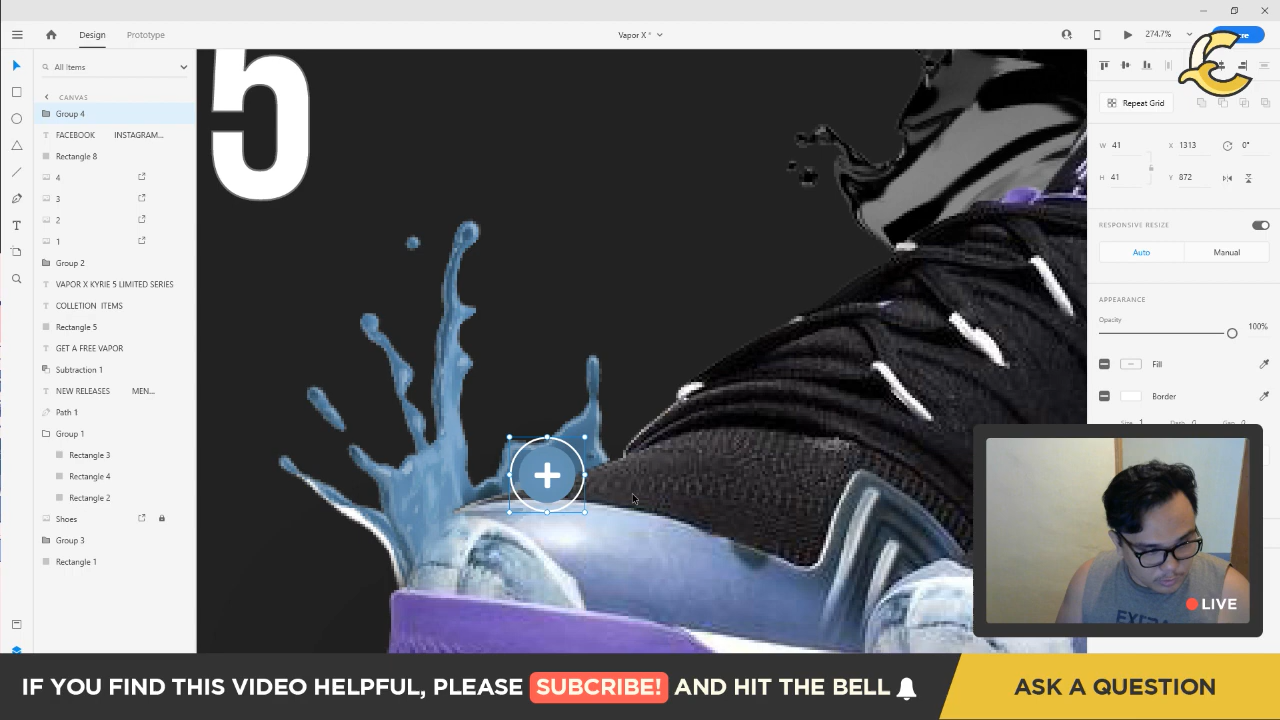 Design
Prototype
Vapor X *
274.7%
All Items
CANVAS
Group 4
Repeat Grid
FACEBOOK INSTAGRAM...
W 41
X 1313
0°
Rectangle 8
4
H 41
Y 872
3
2
RESPONSIVE RESIZE
1
Auto
Manual
Group 2
VAPOR X KYRIE 5 LIMITED SERIES
COLLETION ITEMS
APPEARANCE
Opacity
Rectangle 5
100%
GET A FREE VAPOR
Fill
Subtraction 1
NEW RELEASES MEN...
Border
Path 1
Group 1
Rectangle 3
Rectangle 4
Rectangle 2
Shoes
Group 3
Rectangle 1
5
LIVE
IF YOU FIND THIS VIDEO HELPFUL, PLEASE SUBCRIBE! AND HIT THE BELL
ASK A QUESTION